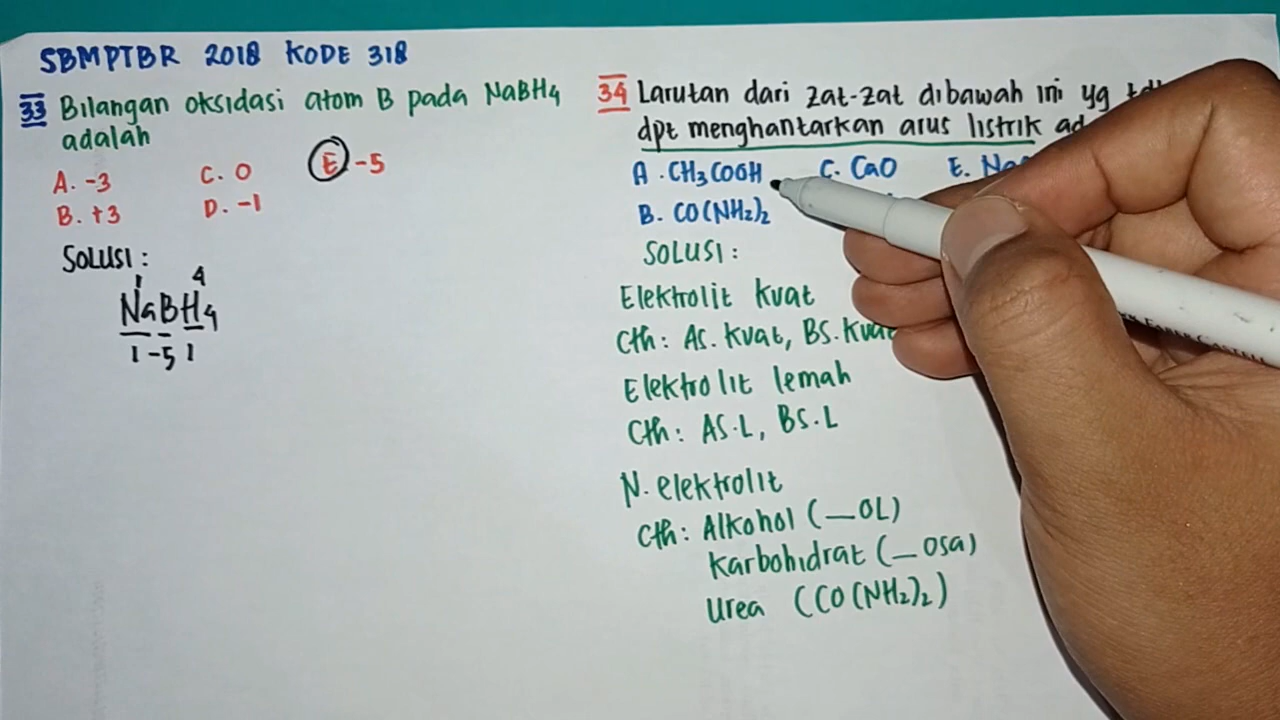 SBMPTBR 2018 KODE 318
33 Bilangan oksidasi atom B pada NaBH4
adalah
A. -3 C. 0 E. -5
B. +3 D. -1
SOLUSI :
1 4
NaBH4
1 -5 1
34 Larutan dari zat-zat dibawah ini yg
dpt menghantarkan arus listrik
A. CH3COOH C. CaO E.
B. CO(NH2)2
SOLUSI :
Elektrolit kuat
Cth : As. kuat, Bs. kuat
Elektrolit lemah
Cth : AS.L, BS.L
N. elektrolit
Cth : Alkohol (_OL)
Karbohidrat (_osa)
Urea (CO(NH2)2)